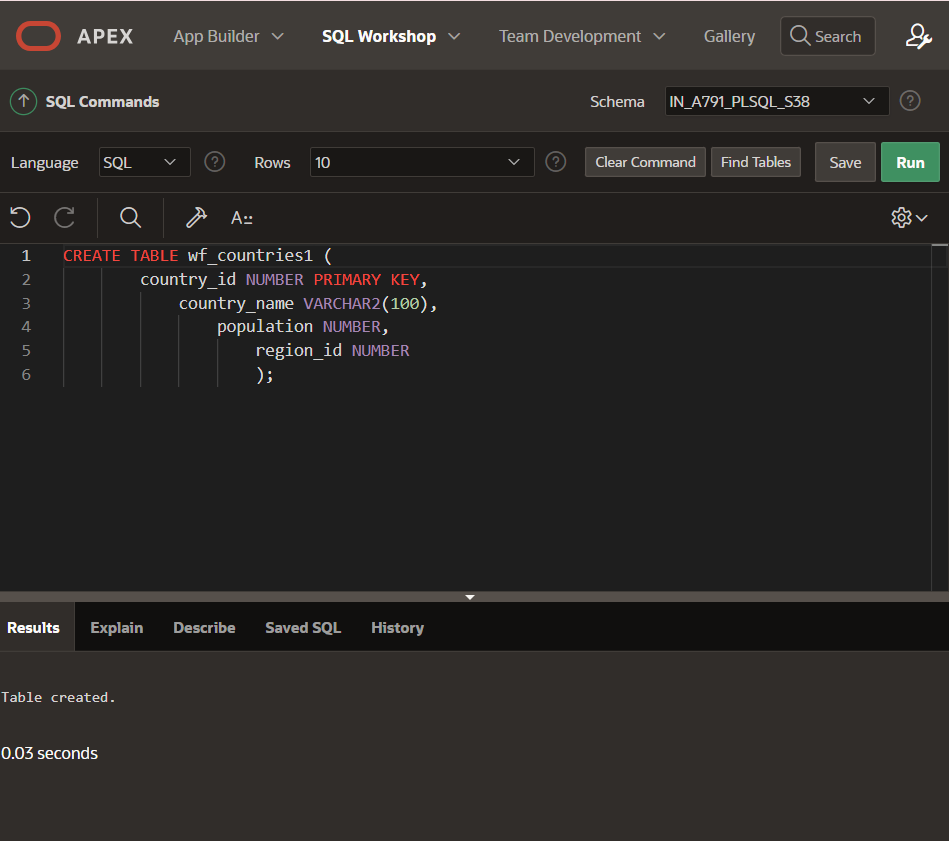 APEX App Builder SQL Workshop Team Development Gallery Search
SQL Commands Schema IN_A791_PLSQL_S38 ?
Language SQL ? Rows 10 ? Clear Command Find Tables Save Run
A::
1 CREATE TABLE wf_countries1 (
2 country_id NUMBER PRIMARY KEY,
3 country_name VARCHAR2(100),
4 population NUMBER,
5 region_id NUMBER
6 );
Results Explain Describe Saved SQL History
Table created.
0.03 seconds